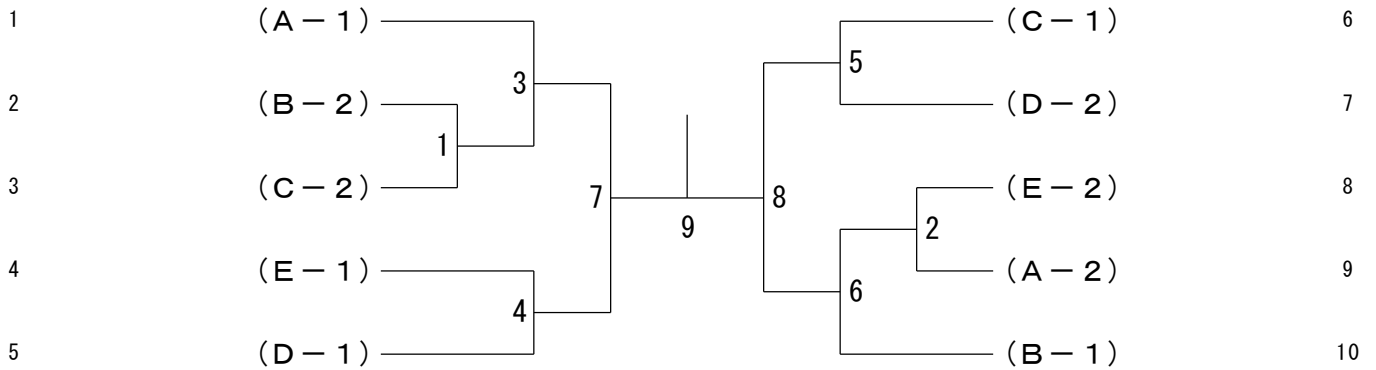 1 （Ａ－１） （Ｃ－１） 6
3 5
2 （Ｂ－２） （Ｄ－２） 7
1
3 （Ｃ－２） （Ｅ－２） 8
7 8
9 2
4 （Ｅ－１） （Ａ－２） 9
4 6
5 （Ｄ－１） （Ｂ－１） 10